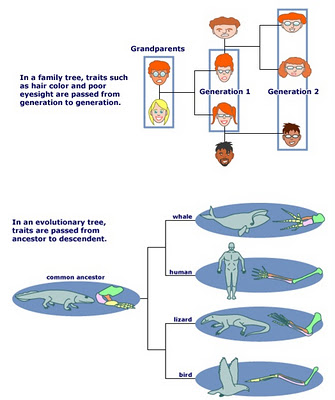 Grandparents
In a family tree, traits such
as hair color and poor
eyesight are passed from
generation to generation.
Generation 1
Generation 2
In an evolutionary tree,
traits are passed from
ancestor to descendent.
whale
common ancestor
human
lizard
bird